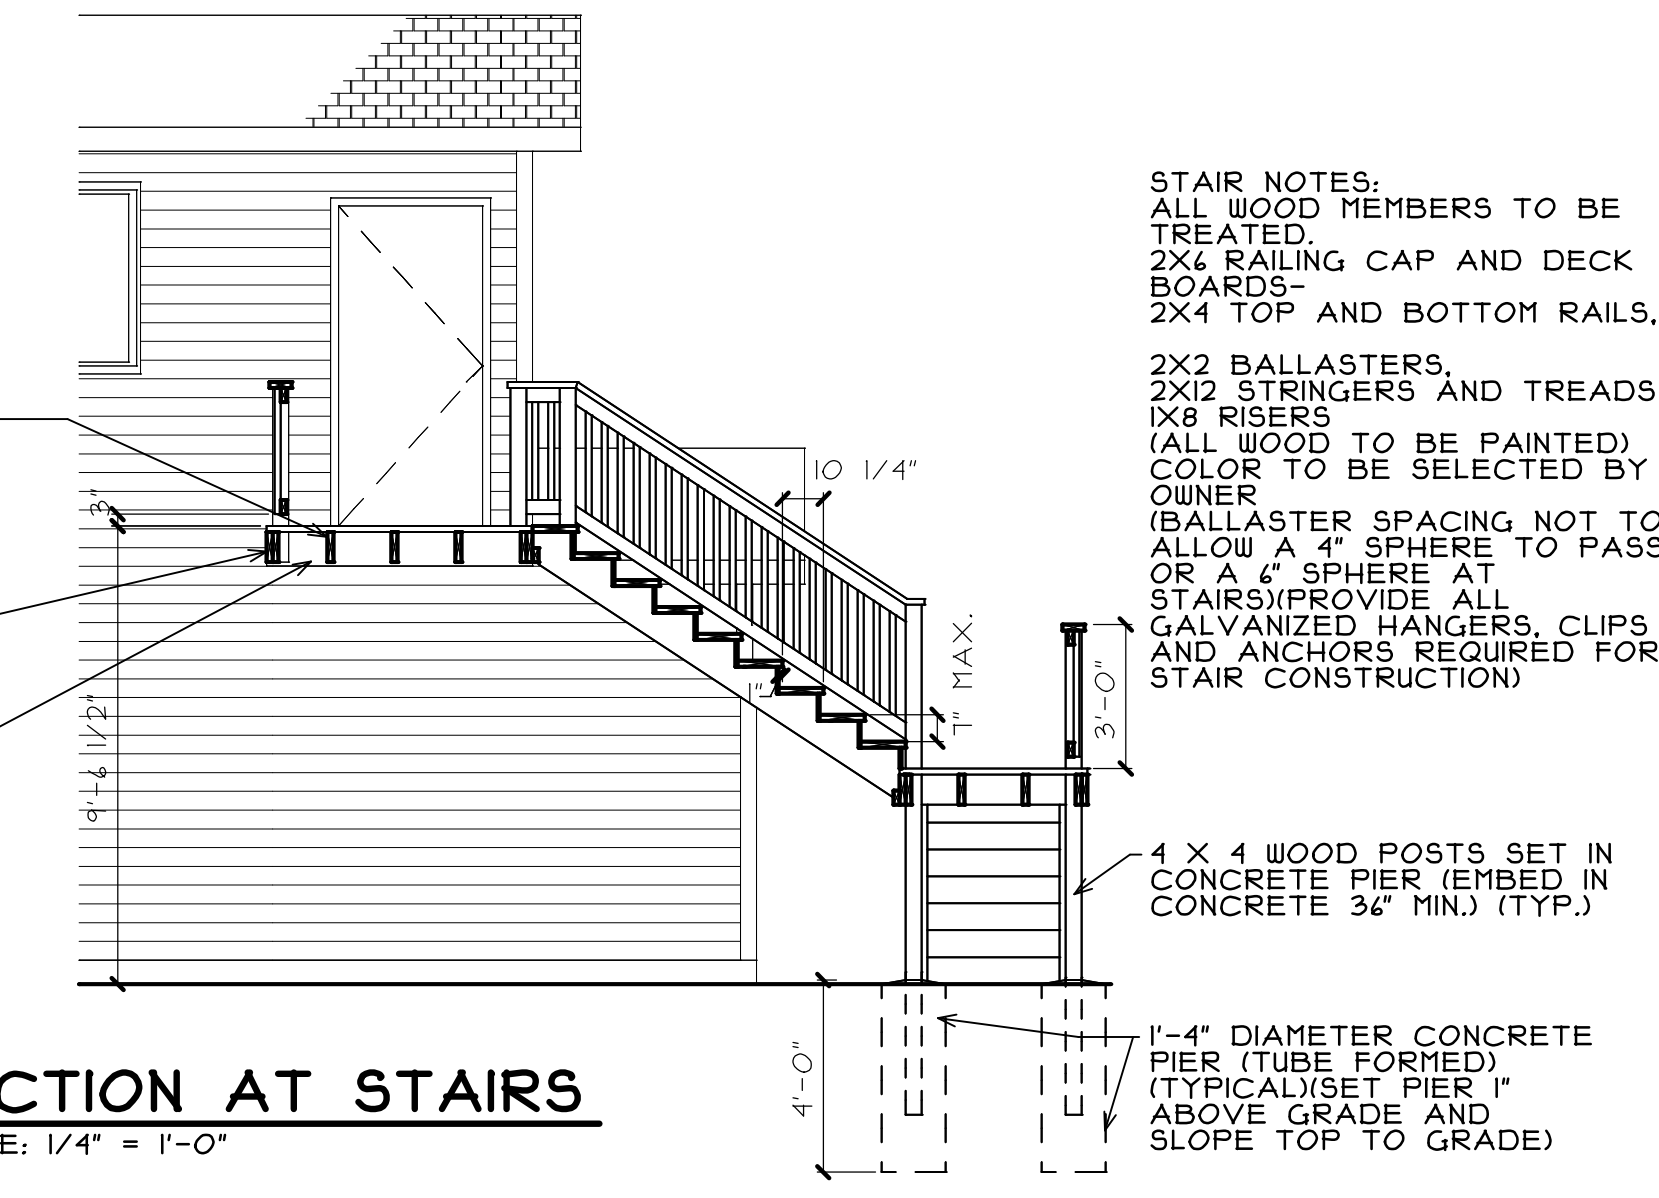 STAIR NOTES:
ALL WOOD MEMBERS TO BE
TREATED.
2X6 RAILING CAP AND DECK
BOARDS-
2X4 TOP AND BOTTOM RAILS,
2X2 BALLASTERS,
2X12 STRINGERS AND TREADS
1X8 RISERS
(ALL WOOD TO BE PAINTED)
COLOR TO BE SELECTED BY
OWNER
(BALLASTER SPACING NOT TO
ALLOW A 4" SPHERE TO PASS
OR A 6" SPHERE AT
STAIRS)(PROVIDE ALL
GALVANIZED HANGERS, CLIPS
AND ANCHORS REQUIRED FOR
STAIR CONSTRUCTION)
10 1/4"
3"
1"
7" MAX.
3'-0"
9'-6 1/2"
4 X 4 WOOD POSTS SET IN
CONCRETE PIER (EMBED IN
CONCRETE 36" MIN.) (TYP.)
4'-0"
1'-4" DIAMETER CONCRETE
PIER (TUBE FORMED)
(TYPICAL)(SET PIER 1"
ABOVE GRADE AND
SLOPE TOP TO GRADE)
CTION AT STAIRS
E: 1/4" = 1'-0"